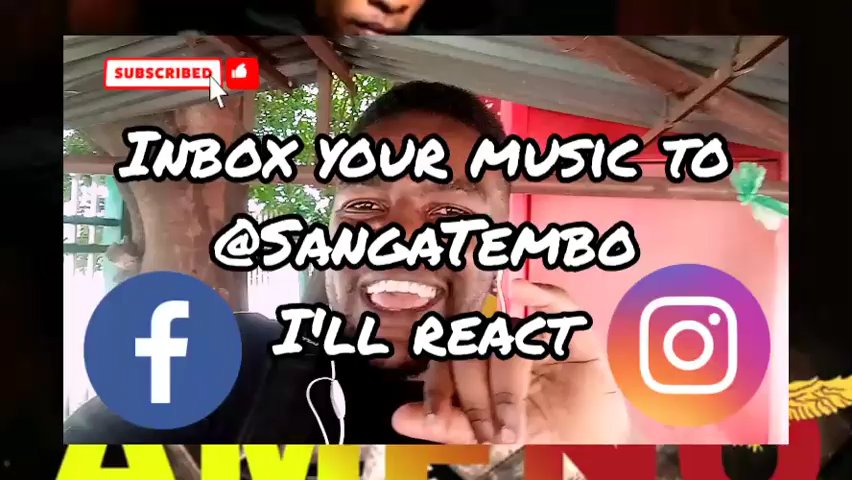 SUBSCRIBED
INBOX YOUR MUSIC TO
@SANGATEMBO
I'LL REACT